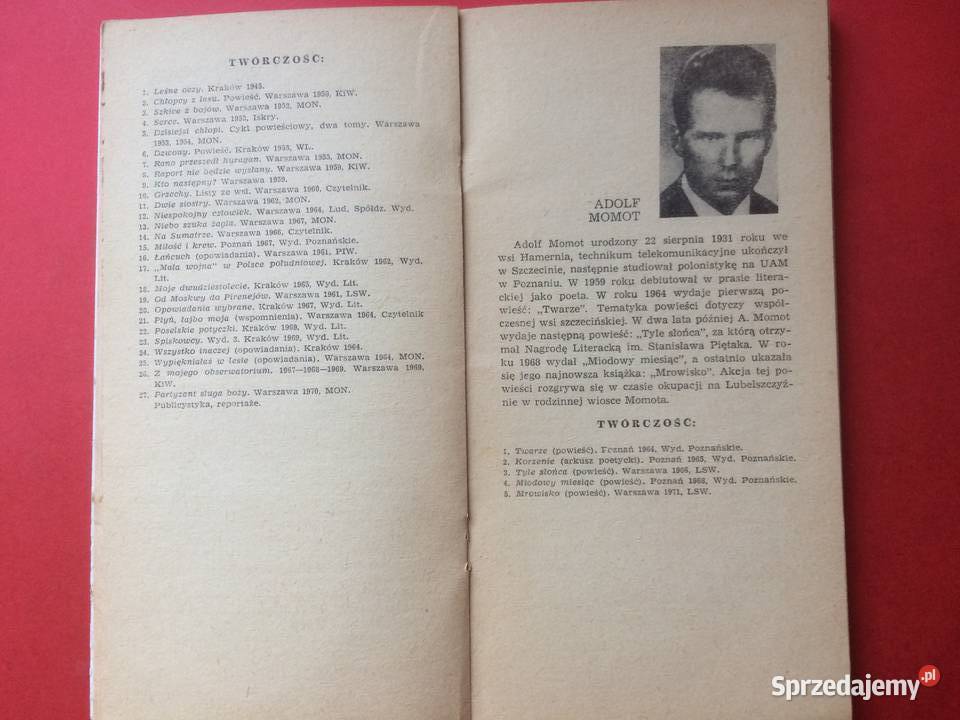 TWÓRCZOŚĆ:
1. Leśne oczy. Kraków 1945.
2. Chłopcy z lasu. Powieść. Warszawa 1950, KiW.
3. Szkice z bojów. Warszawa 1952, MON.
4. Serce. Warszawa 1953, Iskry.
5. Dzisiejsi chłopi. Cykl powieściowy, dwa tomy. Warszawa
1953, 1954, MON.
6. Dzwony. Powieść. Kraków 1955, WL.
7. Rano przeszedł huragan. Warszawa 1955, MON.
8. Raport nie będzie wysłany. Warszawa 1959, KiW.
9. Kto następny? Warszawa 1959.
10. Grzechy. Listy ze wsi. Warszawa 1960, Czytelnik.
11. Dwie siostry. Warszawa 1962, MON.
12. Niespokojny człowiek. Warszawa 1964, Lud. Spółdz. Wyd.
13. Niebo szuka żagla. Warszawa 1967, MON.
14. Na Sumatrze. Warszawa 1966, Czytelnik.
15. Miłość i krew. Poznań 1967, Wyd. Poznańskie.
16. Łańcuch (opowiadania). Warszawa 1961, PIW.
17. „Mała wojna” w Polsce południowej. Kraków 1962, Wyd.
Lit.
18. Moje dwudziestolecie. Kraków 1965, Wyd. Lit.
19. Od Moskwy do Pirenejów. Warszawa 1961, LSW.
20. Opowiadania wybrane. Kraków 1967, Wyd. Lit.
21. Płyń, łajbo moja (wspomnienia). Warszawa 1964, Czytelnik
22. Poselskie potyczki. Kraków 1969, Wyd. Lit.
23. Spiskowcy. Wyd. 3. Kraków 1969, Wyd. Lit.
24. Wszystko inaczej (opowiadania). Kraków 1964.
25. Wypiękniałaś w lesie (opowiadania). Warszawa 1964, MON.
26. Z mojego obserwatorium. 1967—1968—1969. Warszawa 1969,
KiW.
27. Partyzant sługa boży. Warszawa 1970, MON.
Publicystyka, reportaże.
ADOLF
MOMOT
Adolf Momot urodzony 22 sierpnia 1931 roku we
wsi Hamernia, technikum telekomunikacyjne ukończył
w Szczecinie, następnie studiował polonistykę na UAM
w Poznaniu. W 1959 roku debiutował w prasie litera-
ckiej jako poeta. W roku 1964 wydaje pierwszą po-
wieść: „Twarze”. Tematyka powieści dotyczy współ-
czesnej wsi szczecińskiej. W dwa lata później A. Momot
wydaje następną powieść: „Tyle słońca”, za którą otrzy-
mał Nagrodę Literacką im. Stanisława Piętaka. W ro-
ku 1968 wydał „Miodowy miesiąc”, a ostatnio ukazała
się jego najnowsza książka: „Mrowisko”. Akcja tej po-
wieści rozgrywa się w czasie okupacji na Lubelszczyź-
nie w rodzinnej wiosce Momota.
TWÓRCZOŚĆ:
1. Twarze (powieść). Poznań 1964, Wyd. Poznańskie.
2. Korzenie (arkusz poetycki). Poznań 1965, Wyd. Poznańskie.
3. Tyle słońca (powieść). Warszawa 1966, LSW.
4. Miodowy miesiąc (powieść). Poznań 1968, Wyd. Poznańskie.
5. Mrowisko (powieść). Warszawa 1971, LSW.
Sprzedajemy.pl